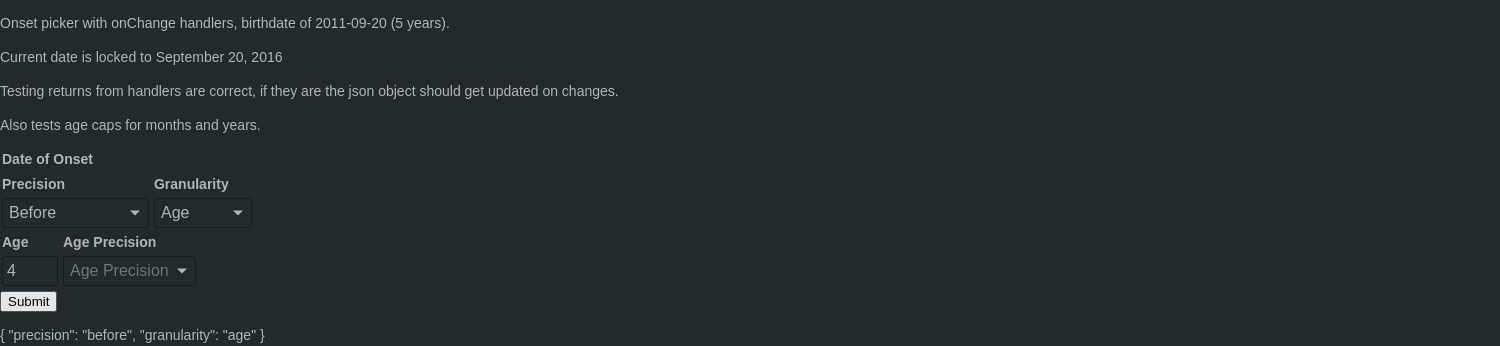 Onset picker with onChange handlers, birthdate of 2011-09-20 (5 years).
Current date is locked to September 20, 2016
Testing returns from handlers are correct, if they are the json object should get updated on changes.
Also tests age caps for months and years.
Date of Onset
Precision Granularity
Before Age
Age Age Precision
4 Age Precision
Submit
{ "precision": "before", "granularity": "age" }